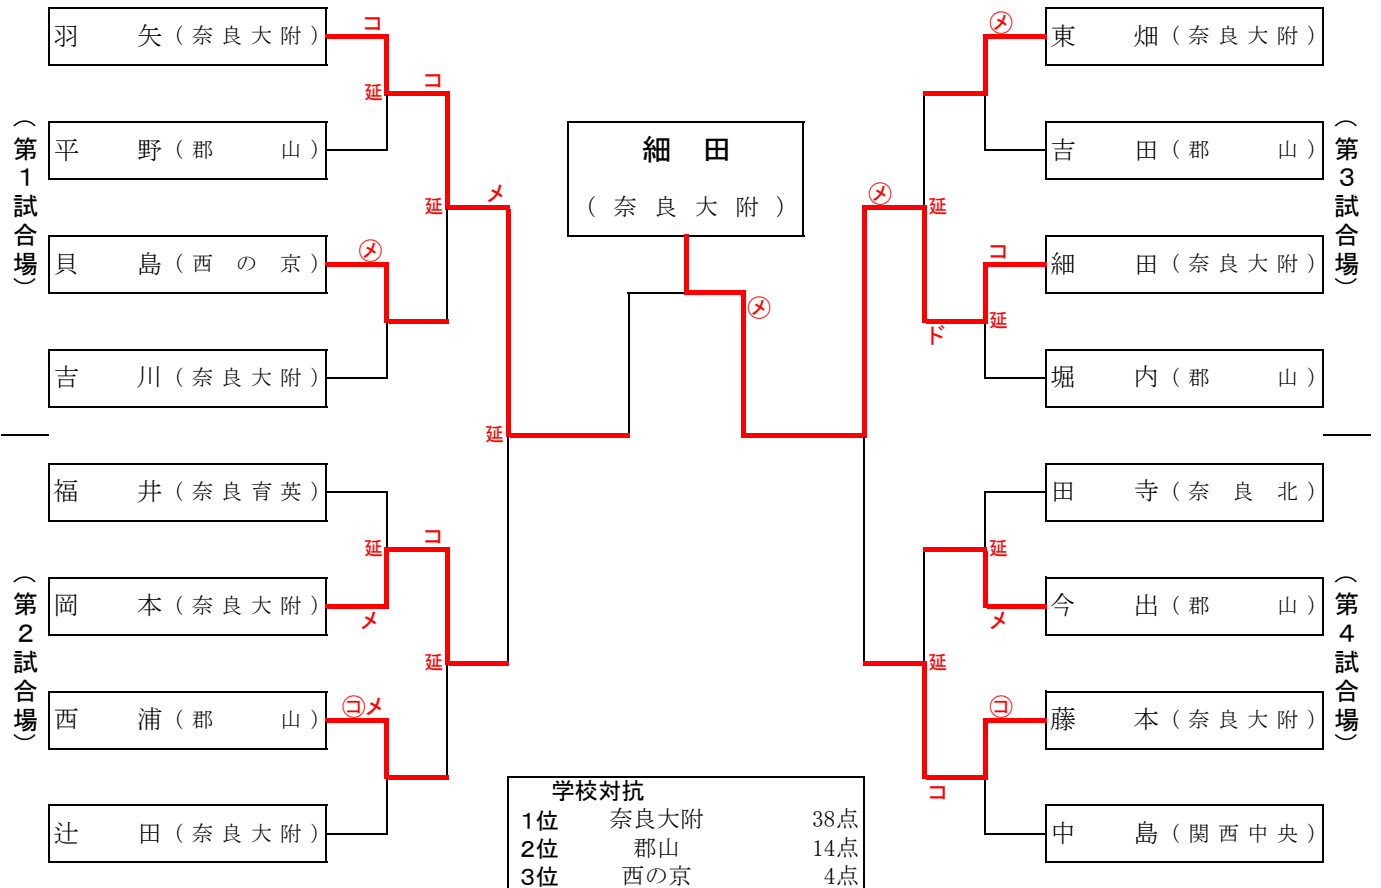 羽矢（奈良大附）
コ
延
コ
平野（郡山）
（第１試合場）
延
メ
貝島（西の京）
㋱
吉川（奈良大附）
延
福井（奈良育英）
延
コ
岡本（奈良大附）
メ
（第２試合場）
延
西浦（郡山）
㋙メ
辻田（奈良大附）
細田
（奈良大附）
㋱
㋱
東畑（奈良大附）
吉田（郡山）
（第３試合場）
㋱
延
コ
細田（奈良大附）
延
ド
堀内（郡山）
田寺（奈良北）
延
今出（郡山）
メ
（第４試合場）
延
㋙
藤本（奈良大附）
コ
中島（関西中央）
学校対抗
1位 奈良大附 38点
2位 郡山 14点
3位 西の京 4点